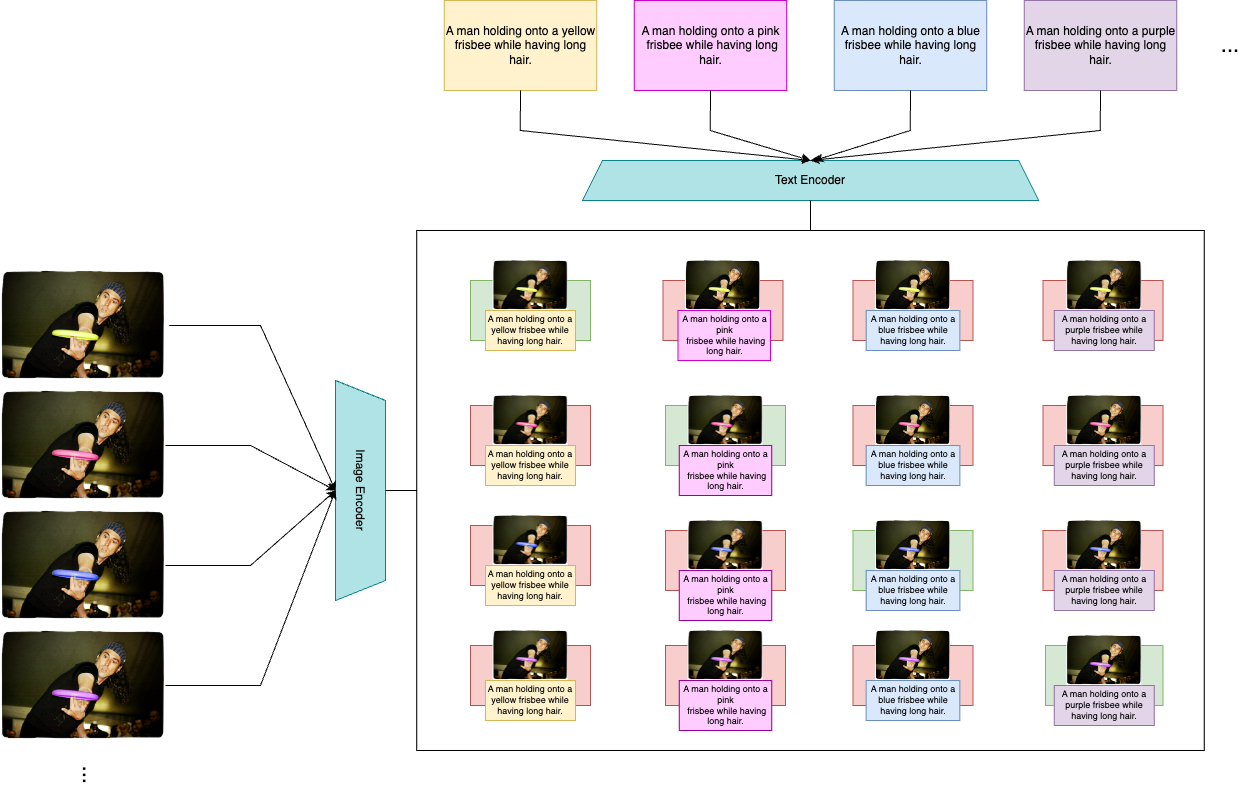 A man holding onto a yellow
frisbee while having long
hair.
A man holding onto a pink
frisbee while having long
hair.
A man holding onto a blue
frisbee while having long
hair.
A man holding onto a purple
frisbee while having long
hair.
...
Text Encoder
Image Encoder
A man holding onto a
yellow frisbee while
having long hair.
A man holding onto a
pink
frisbee while having
long hair.
A man holding onto a
blue frisbee while
having long hair.
A man holding onto a
purple frisbee while
having long hair.
A man holding onto a
yellow frisbee while
having long hair.
A man holding onto a
pink
frisbee while having
long hair.
A man holding onto a
blue frisbee while
having long hair.
A man holding onto a
purple frisbee while
having long hair.
A man holding onto a
yellow frisbee while
having long hair.
A man holding onto a
pink
frisbee while having
long hair.
A man holding onto a
blue frisbee while
having long hair.
A man holding onto a
purple frisbee while
having long hair.
A man holding onto a
yellow frisbee while
having long hair.
A man holding onto a
pink
frisbee while having
long hair.
A man holding onto a
blue frisbee while
having long hair.
A man holding onto a
purple frisbee while
having long hair.
...